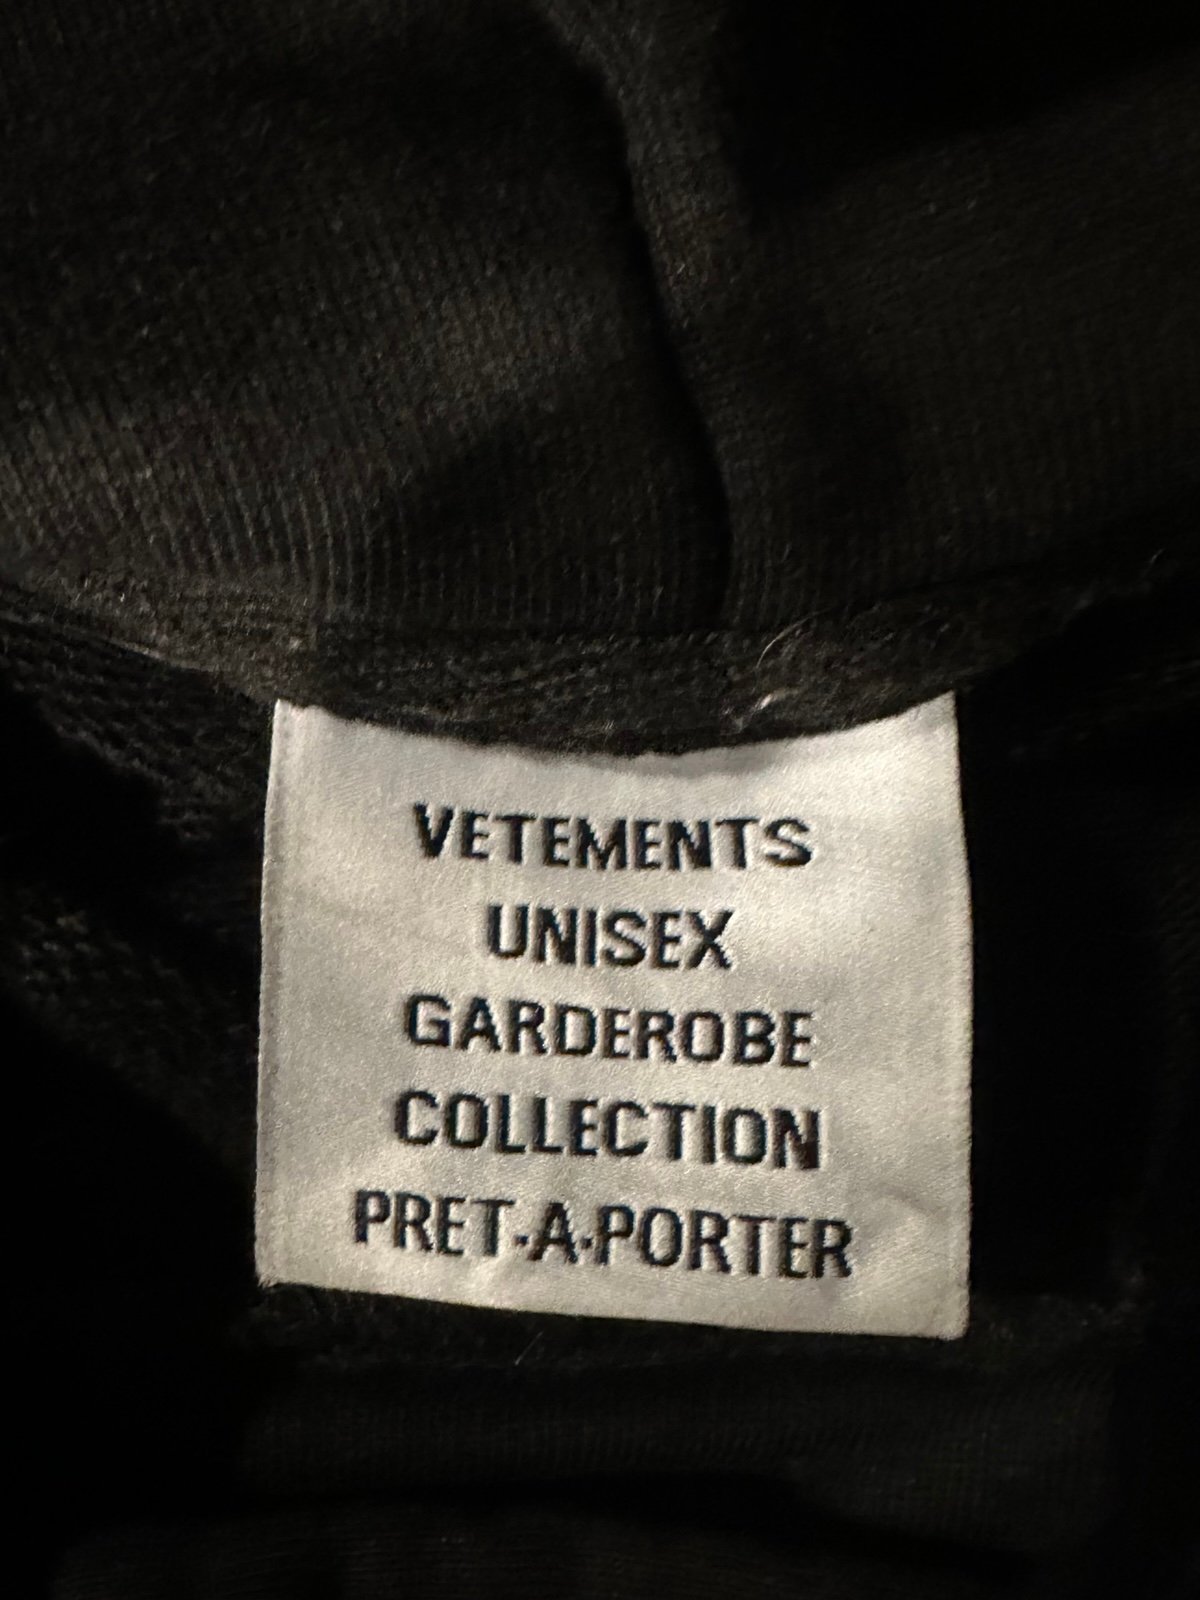 VETEMENTS
UNISEX
GARDEROBE
COLLECTION
PRET-A-PORTER